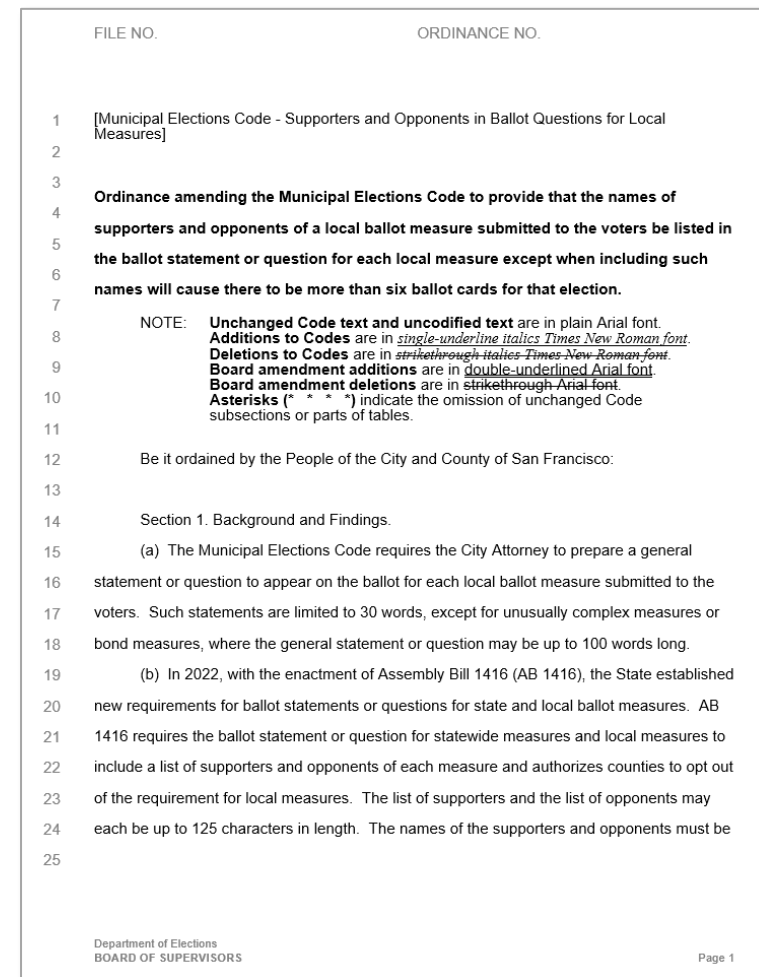 FILE NO. ORDINANCE NO.
1 [Municipal Elections Code - Supporters and Opponents in Ballot Questions for Local
Measures]
2
3
Ordinance amending the Municipal Elections Code to provide that the names of
4
supporters and opponents of a local ballot measure submitted to the voters be listed in
5
the ballot statement or question for each local measure except when including such
6
names will cause there to be more than six ballot cards for that election.
7
NOTE: Unchanged Code text and uncodified text are in plain Arial font.
8 Additions to Codes are in single-underline italics Times New Roman font.
Deletions to Codes are in strikethrough italics Times New Roman font.
9 Board amendment additions are in double-underlined Arial font.
Board amendment deletions are in strikethrough Arial font.
10 Asterisks (* * * *) indicate the omission of unchanged Code
subsections or parts of tables.
11
12 Be it ordained by the People of the City and County of San Francisco:
13
14 Section 1. Background and Findings.
15 (a) The Municipal Elections Code requires the City Attorney to prepare a general
16 statement or question to appear on the ballot for each local ballot measure submitted to the
17 voters. Such statements are limited to 30 words, except for unusually complex measures or
18 bond measures, where the general statement or question may be up to 100 words long.
19 (b) In 2022, with the enactment of Assembly Bill 1416 (AB 1416), the State established
20 new requirements for ballot statements or questions for state and local ballot measures. AB
21 1416 requires the ballot statement or question for statewide measures and local measures to
22 include a list of supporters and opponents of each measure and authorizes counties to opt out
23 of the requirement for local measures. The list of supporters and the list of opponents may
24 each be up to 125 characters in length. The names of the supporters and opponents must be
25
Department of Elections
BOARD OF SUPERVISORS Page 1